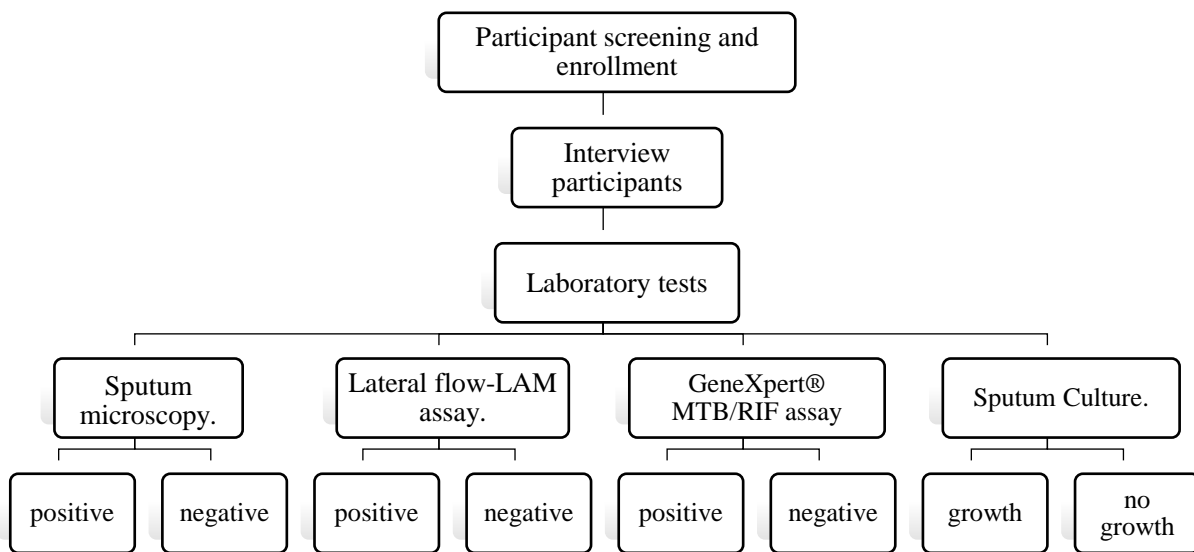 Participant screening and
enrollment
Interview
participants
Laboratory tests
Sputum
microscopy.
Lateral flow-LAM
assay.
GeneXpert®
MTB/RIF assay
Sputum Culture.
positive
negative
positive
negative
positive
negative
growth
no
growth